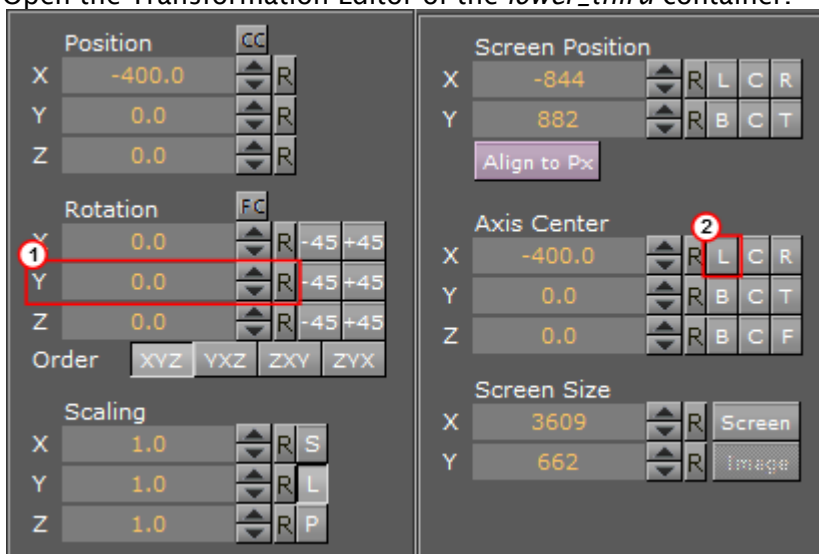 Open the Transformation Editor of the lower_third container.
Position CC
X -400.0 R
Y 0.0 R
Z 0.0 R
Rotation FC
X 0.0 R -45 +45
1
Y 0.0 R -45 +45
Z 0.0 R -45 +45
Order XYZ YXZ ZXY ZYX
Scaling
X 1.0 R S
Y 1.0 R L
Z 1.0 R P
Screen Position
X -844 R L C R
Y 882 R B C T
Align to Px
Axis Center 2
X -400.0 R L C R
Y 0.0 R B C T
Z 0.0 R B C F
Screen Size
X 3609 R Screen
Y 662 R Image